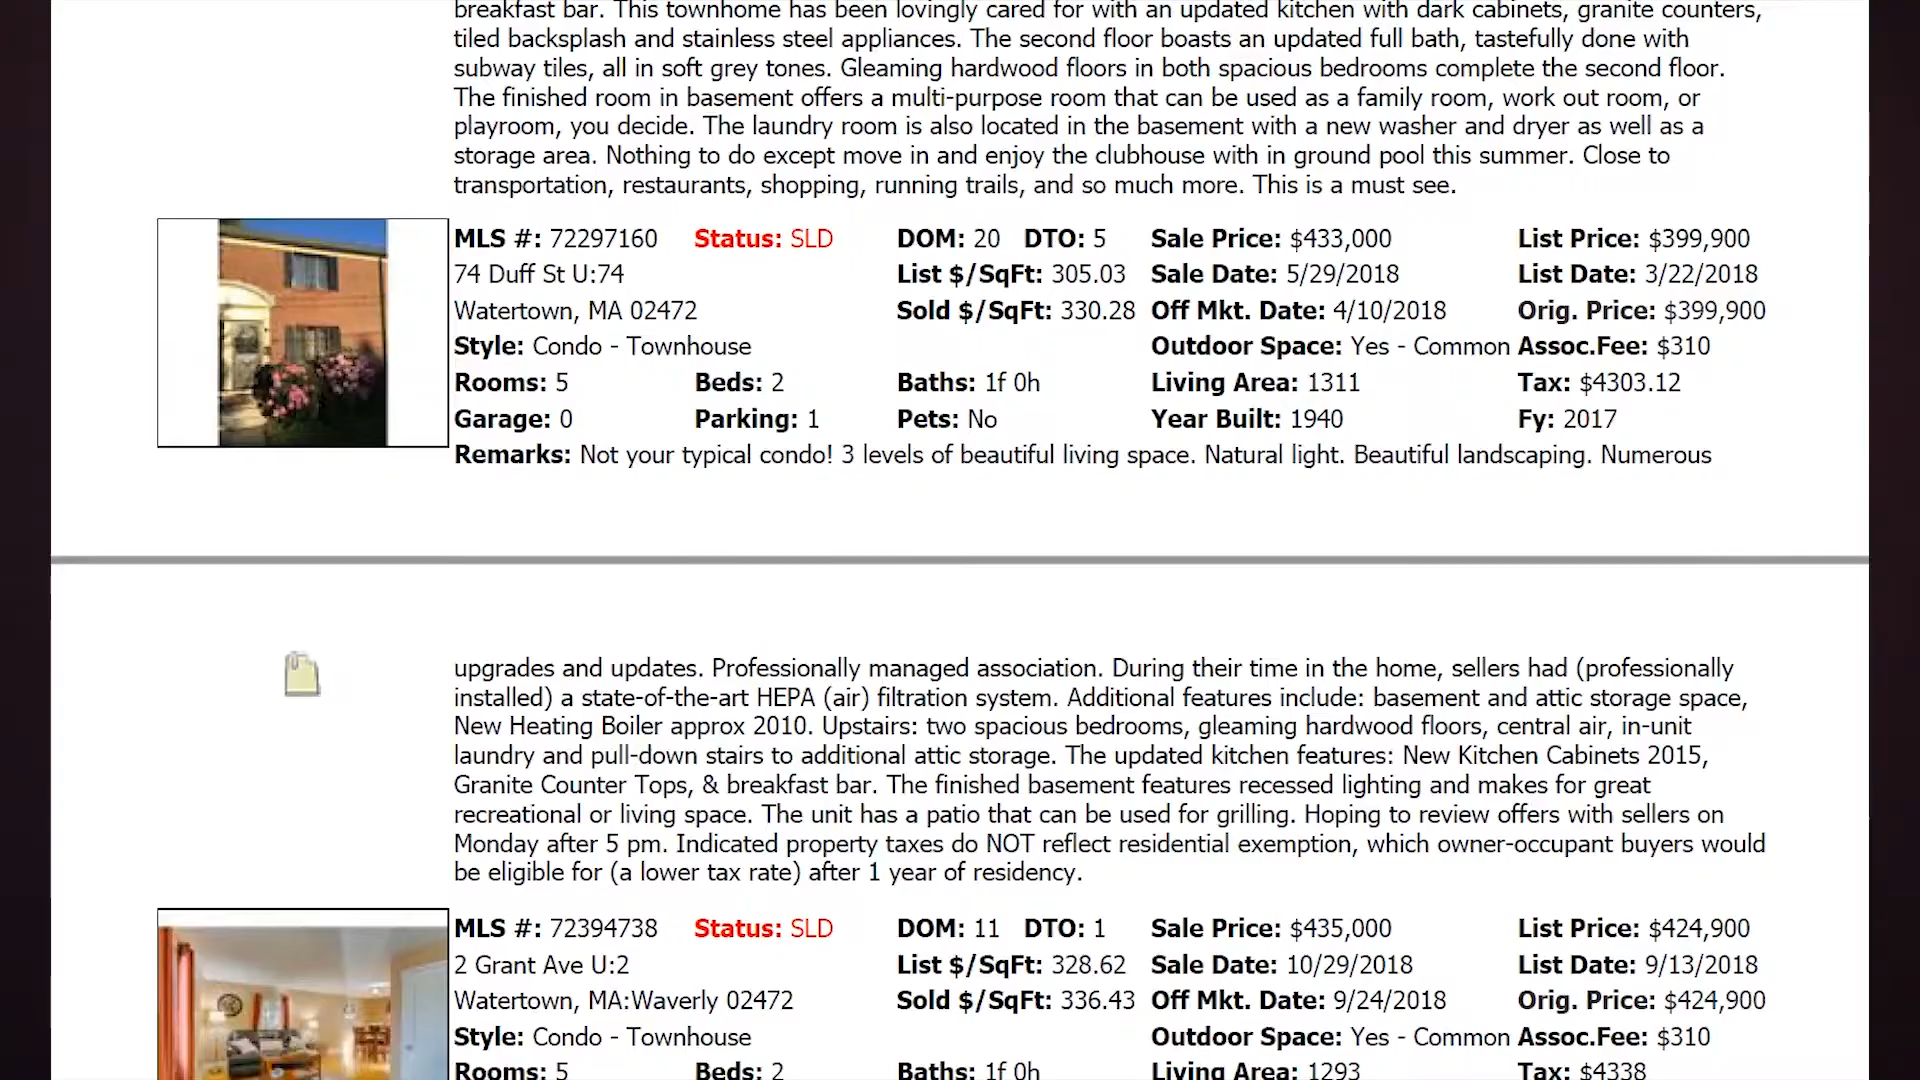 breakfast bar. This townhome has been lovingly cared for with an updated kitchen with dark cabinets, granite counters,
tiled backsplash and stainless steel appliances. The second floor boasts an updated full bath, tastefully done with
subway tiles, all in soft grey tones. Gleaming hardwood floors in both spacious bedrooms complete the second floor.
The finished room in basement offers a multi-purpose room that can be used as a family room, work out room, or
playroom, you decide. The laundry room is also located in the basement with a new washer and dryer as well as a
storage area. Nothing to do except move in and enjoy the clubhouse with in ground pool this summer. Close to
transportation, restaurants, shopping, running trails, and so much more. This is a must see.
MLS #: 72297160 Status: SLD DOM: 20 DTO: 5 Sale Price: $433,000 List Price: $399,900
74 Duff St U:74 List $/SqFt: 305.03 Sale Date: 5/29/2018 List Date: 3/22/2018
Watertown, MA 02472 Sold $/SqFt: 330.28 Off Mkt. Date: 4/10/2018 Orig. Price: $399,900
Style: Condo - Townhouse Outdoor Space: Yes - Common Assoc.Fee: $310
Rooms: 5 Beds: 2 Baths: 1f 0h Living Area: 1311 Tax: $4303.12
Garage: 0 Parking: 1 Pets: No Year Built: 1940 Fy: 2017
Remarks: Not your typical condo! 3 levels of beautiful living space. Natural light. Beautiful landscaping. Numerous
upgrades and updates. Professionally managed association. During their time in the home, sellers had (professionally
installed) a state-of-the-art HEPA (air) filtration system. Additional features include: basement and attic storage space,
New Heating Boiler approx 2010. Upstairs: two spacious bedrooms, gleaming hardwood floors, central air, in-unit
laundry and pull-down stairs to additional attic storage. The updated kitchen features: New Kitchen Cabinets 2015,
Granite Counter Tops, & breakfast bar. The finished basement features recessed lighting and makes for great
recreational or living space. The unit has a patio that can be used for grilling. Hoping to review offers with sellers on
Monday after 5 pm. Indicated property taxes do NOT reflect residential exemption, which owner-occupant buyers would
be eligible for (a lower tax rate) after 1 year of residency.
MLS #: 72394738 Status: SLD DOM: 11 DTO: 1 Sale Price: $435,000 List Price: $424,900
2 Grant Ave U:2 List $/SqFt: 328.62 Sale Date: 10/29/2018 List Date: 9/13/2018
Watertown, MA:Waverly 02472 Sold $/SqFt: 336.43 Off Mkt. Date: 9/24/2018 Orig. Price: $424,900
Style: Condo - Townhouse Outdoor Space: Yes - Common Assoc.Fee: $310
Rooms: 5 Beds: 2 Baths: 1f 0h Living Area: 1293 Tax: $4338